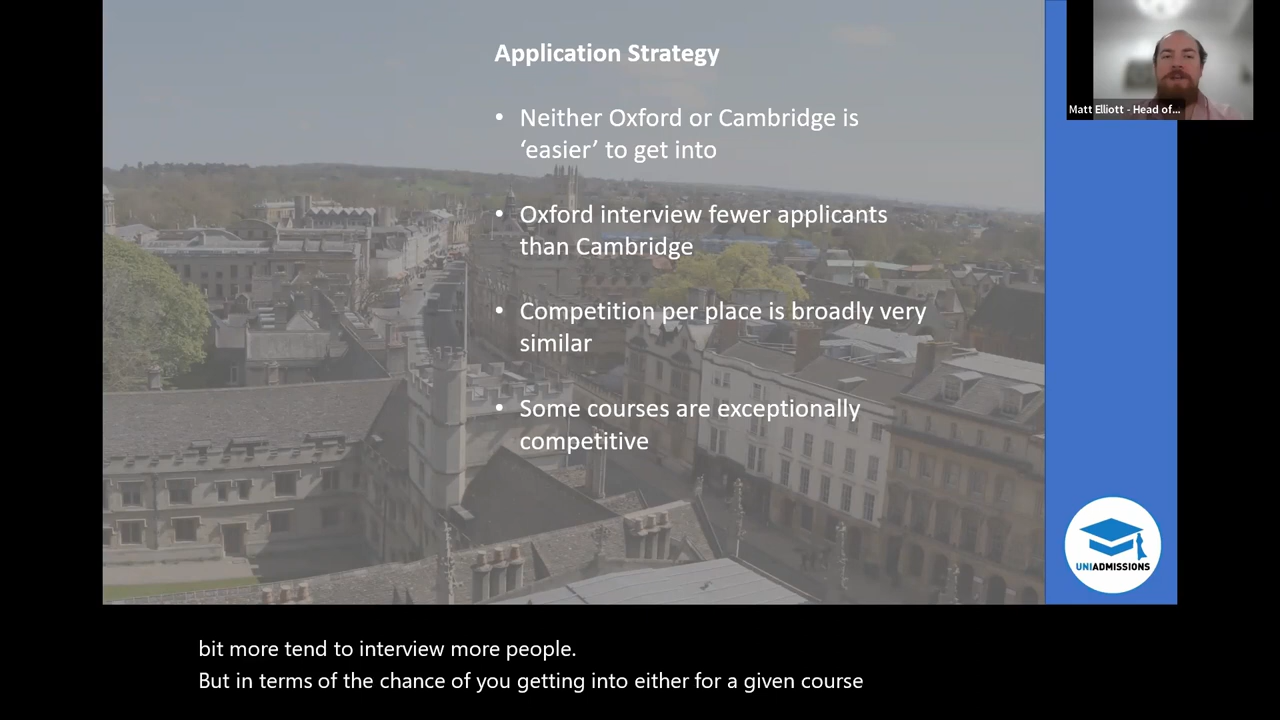 Application Strategy
• Neither Oxford or Cambridge is
‘easier’ to get into
• Oxford interview fewer applicants
than Cambridge
• Competition per place is broadly very
similar
• Some courses are exceptionally
competitive
Matt Elliott - Head of...
UNIADMISSIONS
bit more tend to interview more people.
But in terms of the chance of you getting into either for a given course